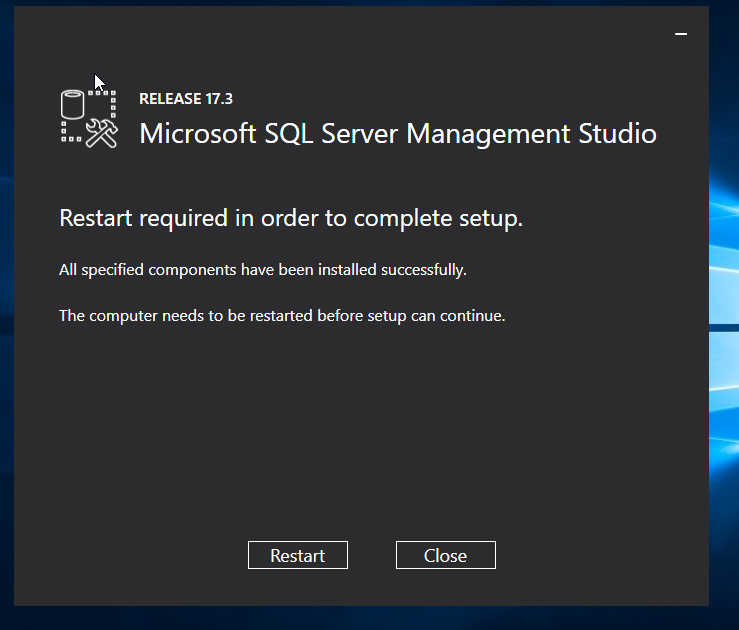 RELEASE 17.3
Microsoft SQL Server Management Studio
Restart required in order to complete setup.
All specified components have been installed successfully.
The computer needs to be restarted before setup can continue.
Restart
Close